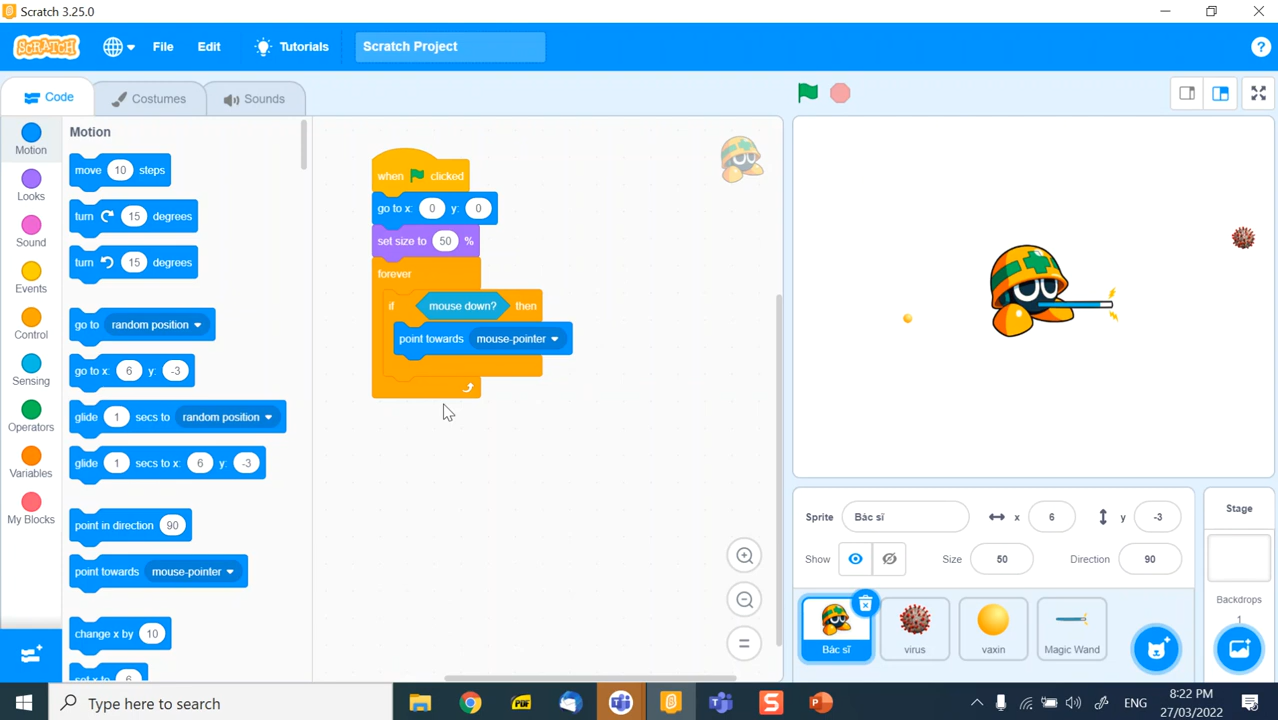 Scratch 3.25.0
SCRATCH
File
Edit
Tutorials
Scratch Project
?
Code
Costumes
Sounds
Motion
Looks
Sound
Events
Control
Sensing
Operators
Variables
My Blocks
Motion
move 10 steps
turn 15 degrees
turn 15 degrees
go to random position
go to x: 6 y: -3
glide 1 secs to random position
glide 1 secs to x: 6 y: -3
point in direction 90
point towards mouse-pointer
change x by 10
set x to 6
when clicked
go to x: 0 y: 0
set size to 50 %
forever
if mouse down? then
point towards mouse-pointer
Sprite Bác sĩ x 6 y -3
Show Size 50 Direction 90
Bác sĩ
virus
vaxin
Magic Wand
Stage
Backdrops
1
Type here to search
PDF
S
P
ENG
8:22 PM
27/03/2022